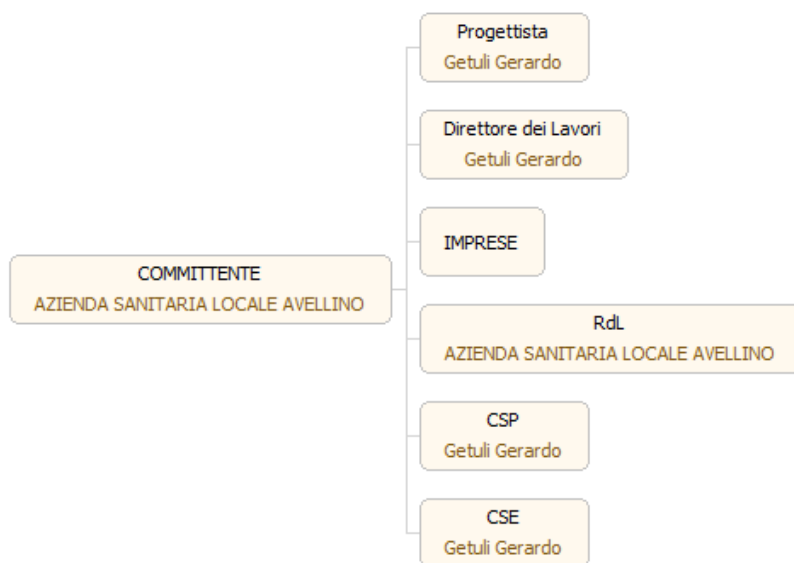 Progettista
Getuli Gerardo
Direttore dei Lavori
Getuli Gerardo
IMPRESE
COMMITTENTE
AZIENDA SANITARIA LOCALE AVELLINO
RdL
AZIENDA SANITARIA LOCALE AVELLINO
CSP
Getuli Gerardo
CSE
Getuli Gerardo